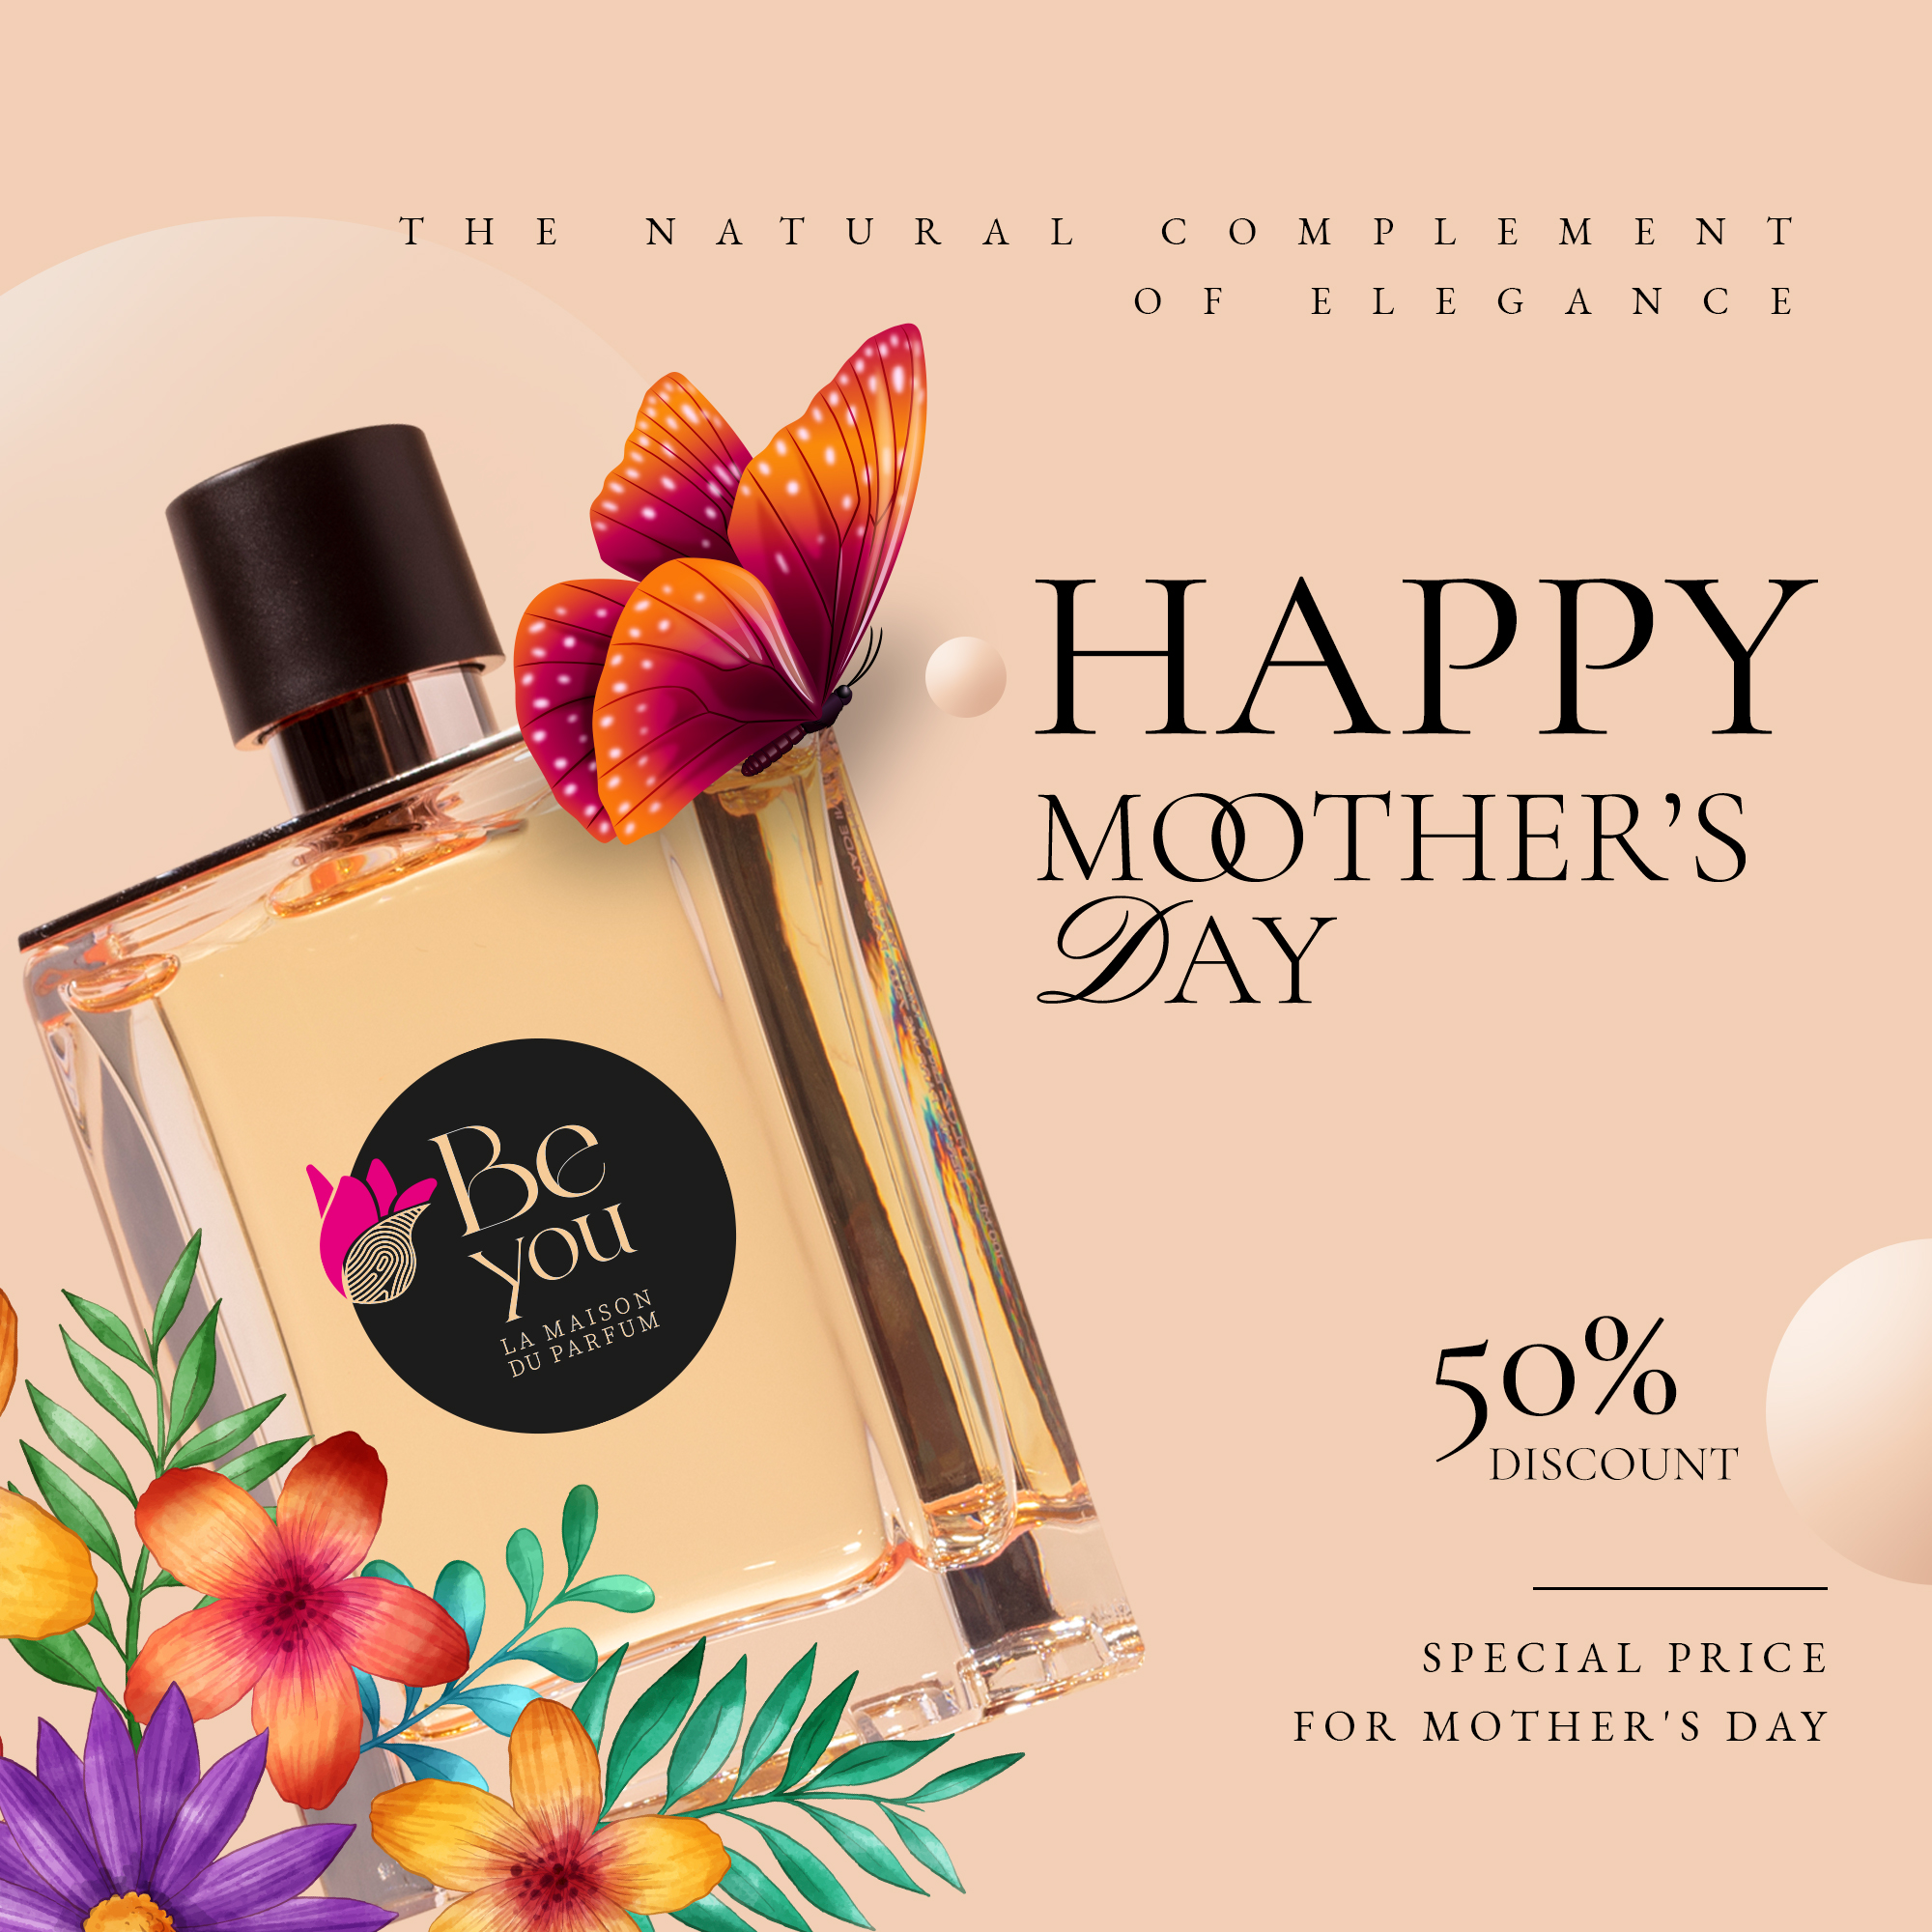 THE NATURAL COMPLEMENT
OF ELEGANCE
HAPPY
MOOTHER’S
DAY
Be
you
LA MAISON
DU PARFUM
50%
DISCOUNT
SPECIAL PRICE
FOR MOTHER'S DAY